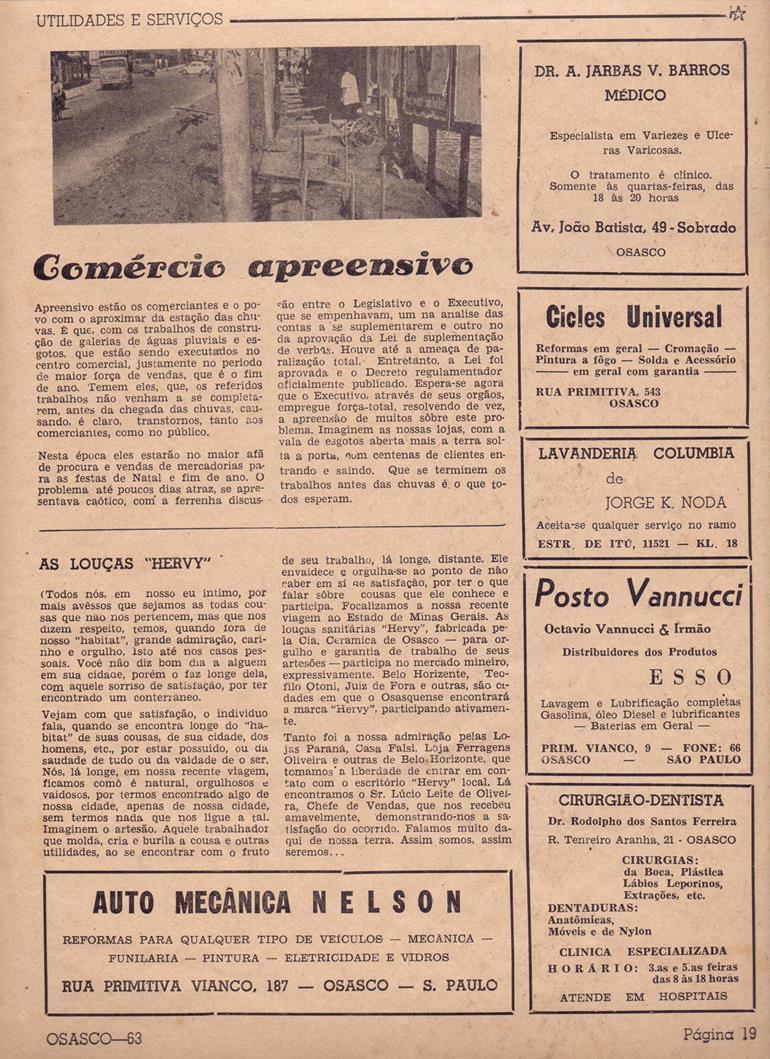 UTILIDADES E SERVIÇOS
Comércio apreensivo
Apreensivo estão os comerciantes e o po-
vo com o aproximar da estação das chu-
vas. É que, com os trabalhos de constru-
ção de galerias de águas pluviais e es-
gotos, que estão sendo executados no
centro comercial, justamente no periodo
de maior força de vendas, que é o fim
de ano. Temem eles, que, os referidos
trabalhos não venham a se completa-
rem, antes da chegada das chuvas, cau-
sando, é claro, transtornos, tanto aos
comerciantes, como no público.
Nesta época eles estarão no maior afã
de procura e vendas de mercadorias pa-
ra as festas de Natal e fim de ano. O
problema até poucos dias atraz, se apre-
sentava caótico, com a ferrenha discus-
são entre o Legislativo e o Executivo,
que se empenhavam, um na analise das
contas a se suplementarem e outro no
da aprovação da Lei de suplementação
de verbas. Houve até a ameaça de pa-
ralização total. Entretanto, a Lei foi
aprovada e o Decreto regulamentador
oficialmente publicado. Espera-se agora
que o Executivo, através de seus orgãos,
empregue força-total, resolvendo de vez,
a apreensão de muitos sôbre este pro-
blema. Imaginem as nossas lojas, com a
vala de esgotos aberta mais a terra sol-
ta a porta, com centenas de clientes en-
trando e saindo. Que se terminem os
trabalhos antes das chuvas é o que to-
dos esperam.
AS LOUÇAS "HERVY"
(Todos nós, em nosso eu intimo, por
mais avêssos que sejamos as todas cou-
sas que não nos pertencem, mas que nos
dizem respeito, temos, quando fora de
nosso "habitat", grande admiração, cari-
nho e orgulho. Isto até nos casos pes-
soais. Você não diz bom dia a alguem
em sua cidade, porém o faz longe dela,
com aquele sorriso de satisfação, por ter
encontrado um conterrâneo.
Vejam com que satisfação, o individuo
fala, quando se encontra longe do "ha-
bitat" de suas cousas, de sua cidade, dos
homens, etc., por estar possuido, ou da
saudade de tudo ou da vaidade de o ser.
Nós, lá longe, em nossa recente viagem,
ficamos comô é natural, orgulhosos e
vaidosos, por termos encontrado algo de
nossa cidade, apenas de nossa cidade,
sem termos nada que nos ligue a tal.
Imaginem o artesão. Aquele trabalhador
que molda, cria e burila a cousa e outras
utilidades, ao se encontrar com o fruto
de seu trabalho, lá longe, distante. Ele
envaidece e orgulha-se ao ponto de não
caber em si de satisfação, por ter o que
falar sôbre cousas que ele conhece e
participa. Focalizamos a nossa recente
viagem ao Estado de Minas Gerais. As
louças sanitárias "Hervy", fabricada pe-
la Cia. Ceramica de Osasco — para or-
gulho e garantia de trabalho de seus
artesões — participa no mercado mineiro,
expressivamente. Belo Horizonte, Teo-
filo Otoni, Juiz de Fora e outras, são ci-
dades em que o Osasquense encontrará
a marca "Hervy", participando ativamen-
te.
Tanto foi a nossa admiração pelas Lo-
jas Paraná, Casa Falsi, Loja Ferragens
Oliveira e outras de Belo Horizonte, que
tomamos a liberdade de entrar em con-
tato com o escritório "Hervy" local. Lá
encontramos o Sr. Lúcio Leite de Olivei-
ra, Chefe de Vendas, que nos recebeu
amavelmente, demonstrando-nos a sa-
tisfação do ocorrido. Falamos muito da-
qui de nossa terra. Assim somos, assim
seremos...
AUTO MECÂNICA NELSON
REFORMAS PARA QUALQUER TIPO DE VEÍCULOS — MECÂNICA —
FUNILARIA — PINTURA — ELETRICIDADE E VIDROS
RUA PRIMITIVA VIANCO, 187 — OSASCO — S. PAULO
DR. A. JARBAS V. BARROS
MÉDICO
Especialista em Variezes e Ulce-
ras Varicosas.
O tratamento é clínico.
Somente às quartas-feiras, das
18 às 20 horas
Av, João Batista, 49 - Sobrado
OSASCO
Cicles Universal
Reformas em geral — Cromação —
Pintura a fôgo — Solda e Acessório
— em geral com garantia —
RUA PRIMITIVA, 543
OSASCO
LAVANDERIA COLUMBIA
de
JORGE K. NODA
Aceita-se qualquer serviço no ramo
ESTR. DE ITÚ, 11521 — KL. 18
Posto Vannucci
Octavio Vannucci & Irmão
Distribuidores dos Produtos
ESSO
Lavagem e Lubrificação completas
Gasolina, óleo Diesel e lubrificantes
— Baterias em Geral —
PRIM. VIANCO, 9 — FONE: 66
OSASCO — SÃO PAULO
CIRURGIÃO-DENTISTA
Dr. Rodolpho dos Santos Ferreira
R. Tenreiro Aranha, 21 - OSASCO
CIRURGIAS:
da Boca, Plástica
Lábios Leporinos,
Extrações, etc.
DENTADURAS:
Anatômicas,
Móveis e de Nylon
CLINICA ESPECIALIZADA
HORÁRIO: 3.as e 5.as feiras
das 8 às 18 horas
ATENDE EM HOSPITAIS
OSASCO—63
Página 19